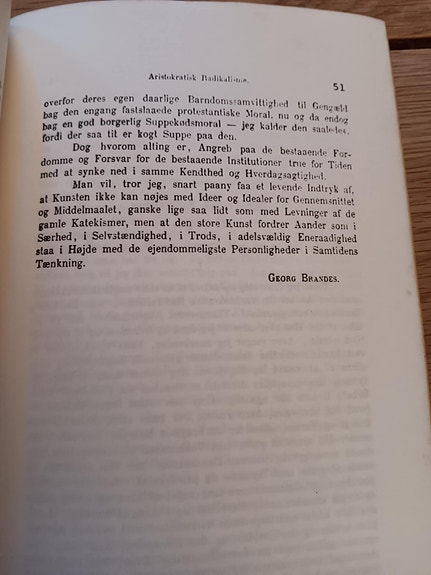 Aristokratisk Radikalisme.
51
overfor deres egen daarlige Barndomssamvittighed til Gengæld
bag den engang fastslaaede protestantiske Moral, nu og da endog
bag en god borgerlig Suppekødsmoral — jeg kalder den saaledes,
fordi der saa tit er kogt Suppe paa den.
Dog hvorom alting er, Angreb paa de bestaaende For-
domme og Forsvar for de bestaaende Institutioner true for Tiden
med at synke ned i samme Kendthed og Hverdagsagtighed.
Man vil, tror jeg, snart paany faa et levende Indtryk af,
at Kunsten ikke kan nøjes med Ideer og Idealer for Gennemsnittet
og Middelmaalet, ganske lige saa lidt som med Levninger af de
gamle Katekismer, men at den store Kunst fordrer Aander som i
Særhed, i Selvstændighed, i Trods, i adelsvældig Eneraadighed
staa i Højde med de ejendommeligste Personligheder i Samtidens
Tænkning.
GEORG BRANDES.